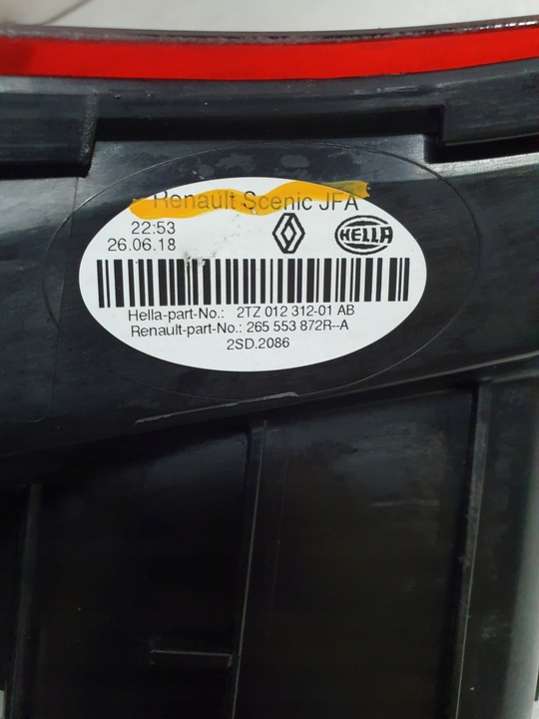 Renault Scenic JFA
22:53
26.06.18
HELLA
Hella-part-No.: 2TZ 012 312-01 AB
Renault-part-No.: 265 553 872R--A
2SD.2086